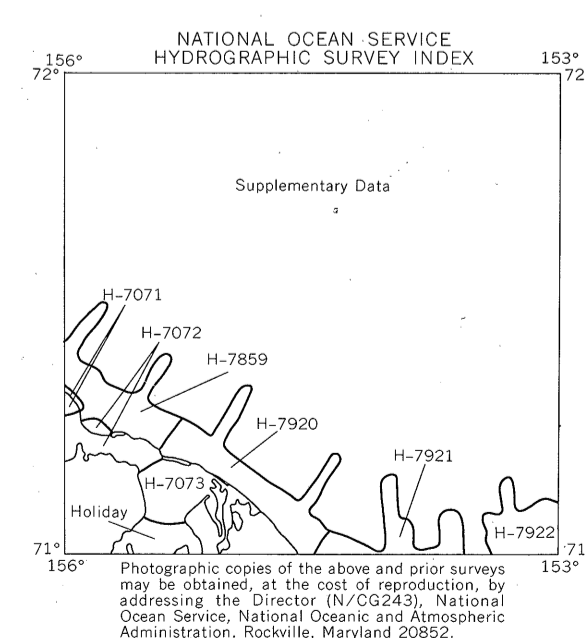 NATIONAL OCEAN SERVICE
HYDROGRAPHIC SURVEY INDEX
156° 153°
72° 72
Supplementary Data
H-7071
H-7072
H-7859
H-7920
H-7921
H-7073
Holiday
H-7922
71° 71
156° 153°
Photographic copies of the above and prior surveys
may be obtained, at the cost of reproduction, by
addressing the Director (N/CG243), National
Ocean Service, National Oceanic and Atmospheric
Administration, Rockville, Maryland 20852.